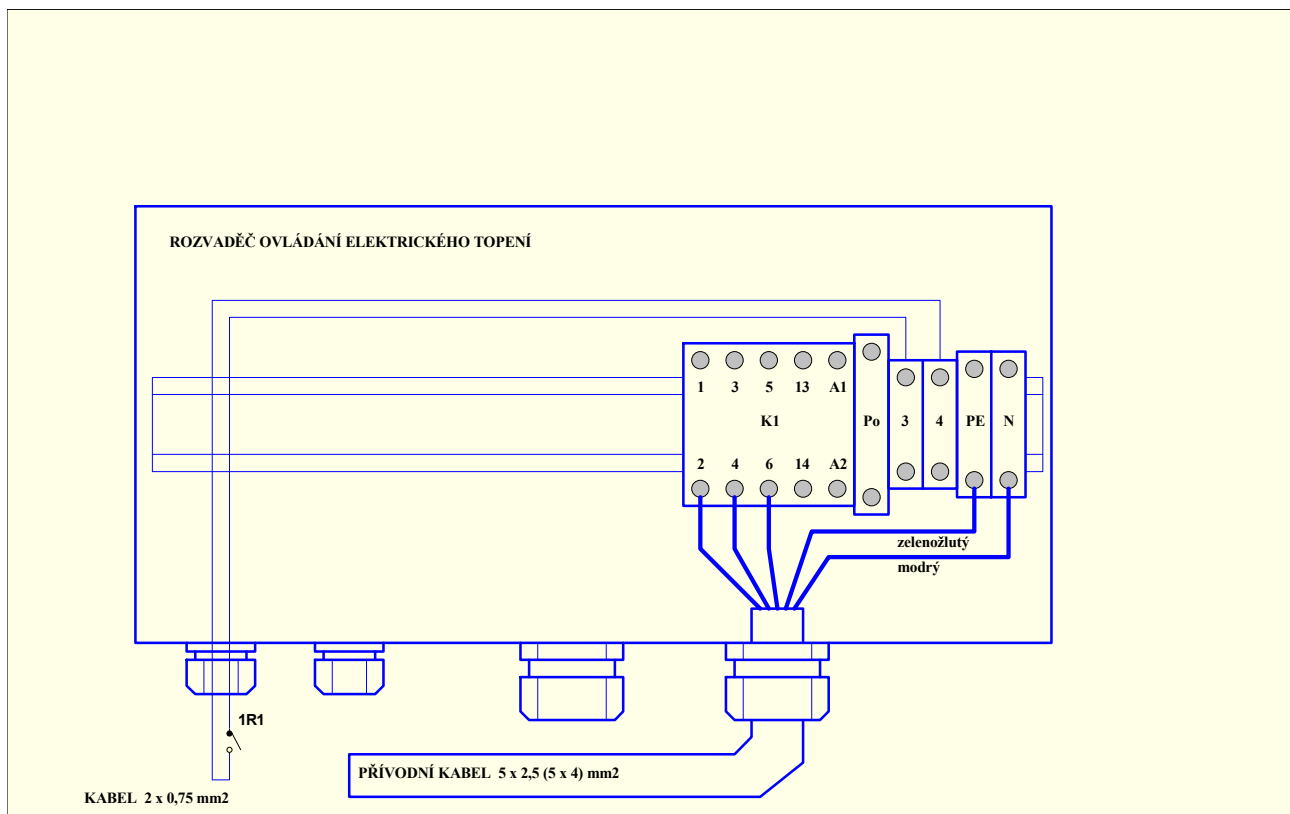 ROZVADĚČ OVLÁDÁNÍ ELEKTRICKÉHO TOPENÍ
1 3 5 13 A1
K1 Po 3 4 PE N
2 4 6 14 A2
zelenožlutý
modrý
1R1
PŘÍVODNÍ KABEL 5 x 2,5 (5 x 4) mm2
KABEL 2 x 0,75 mm2